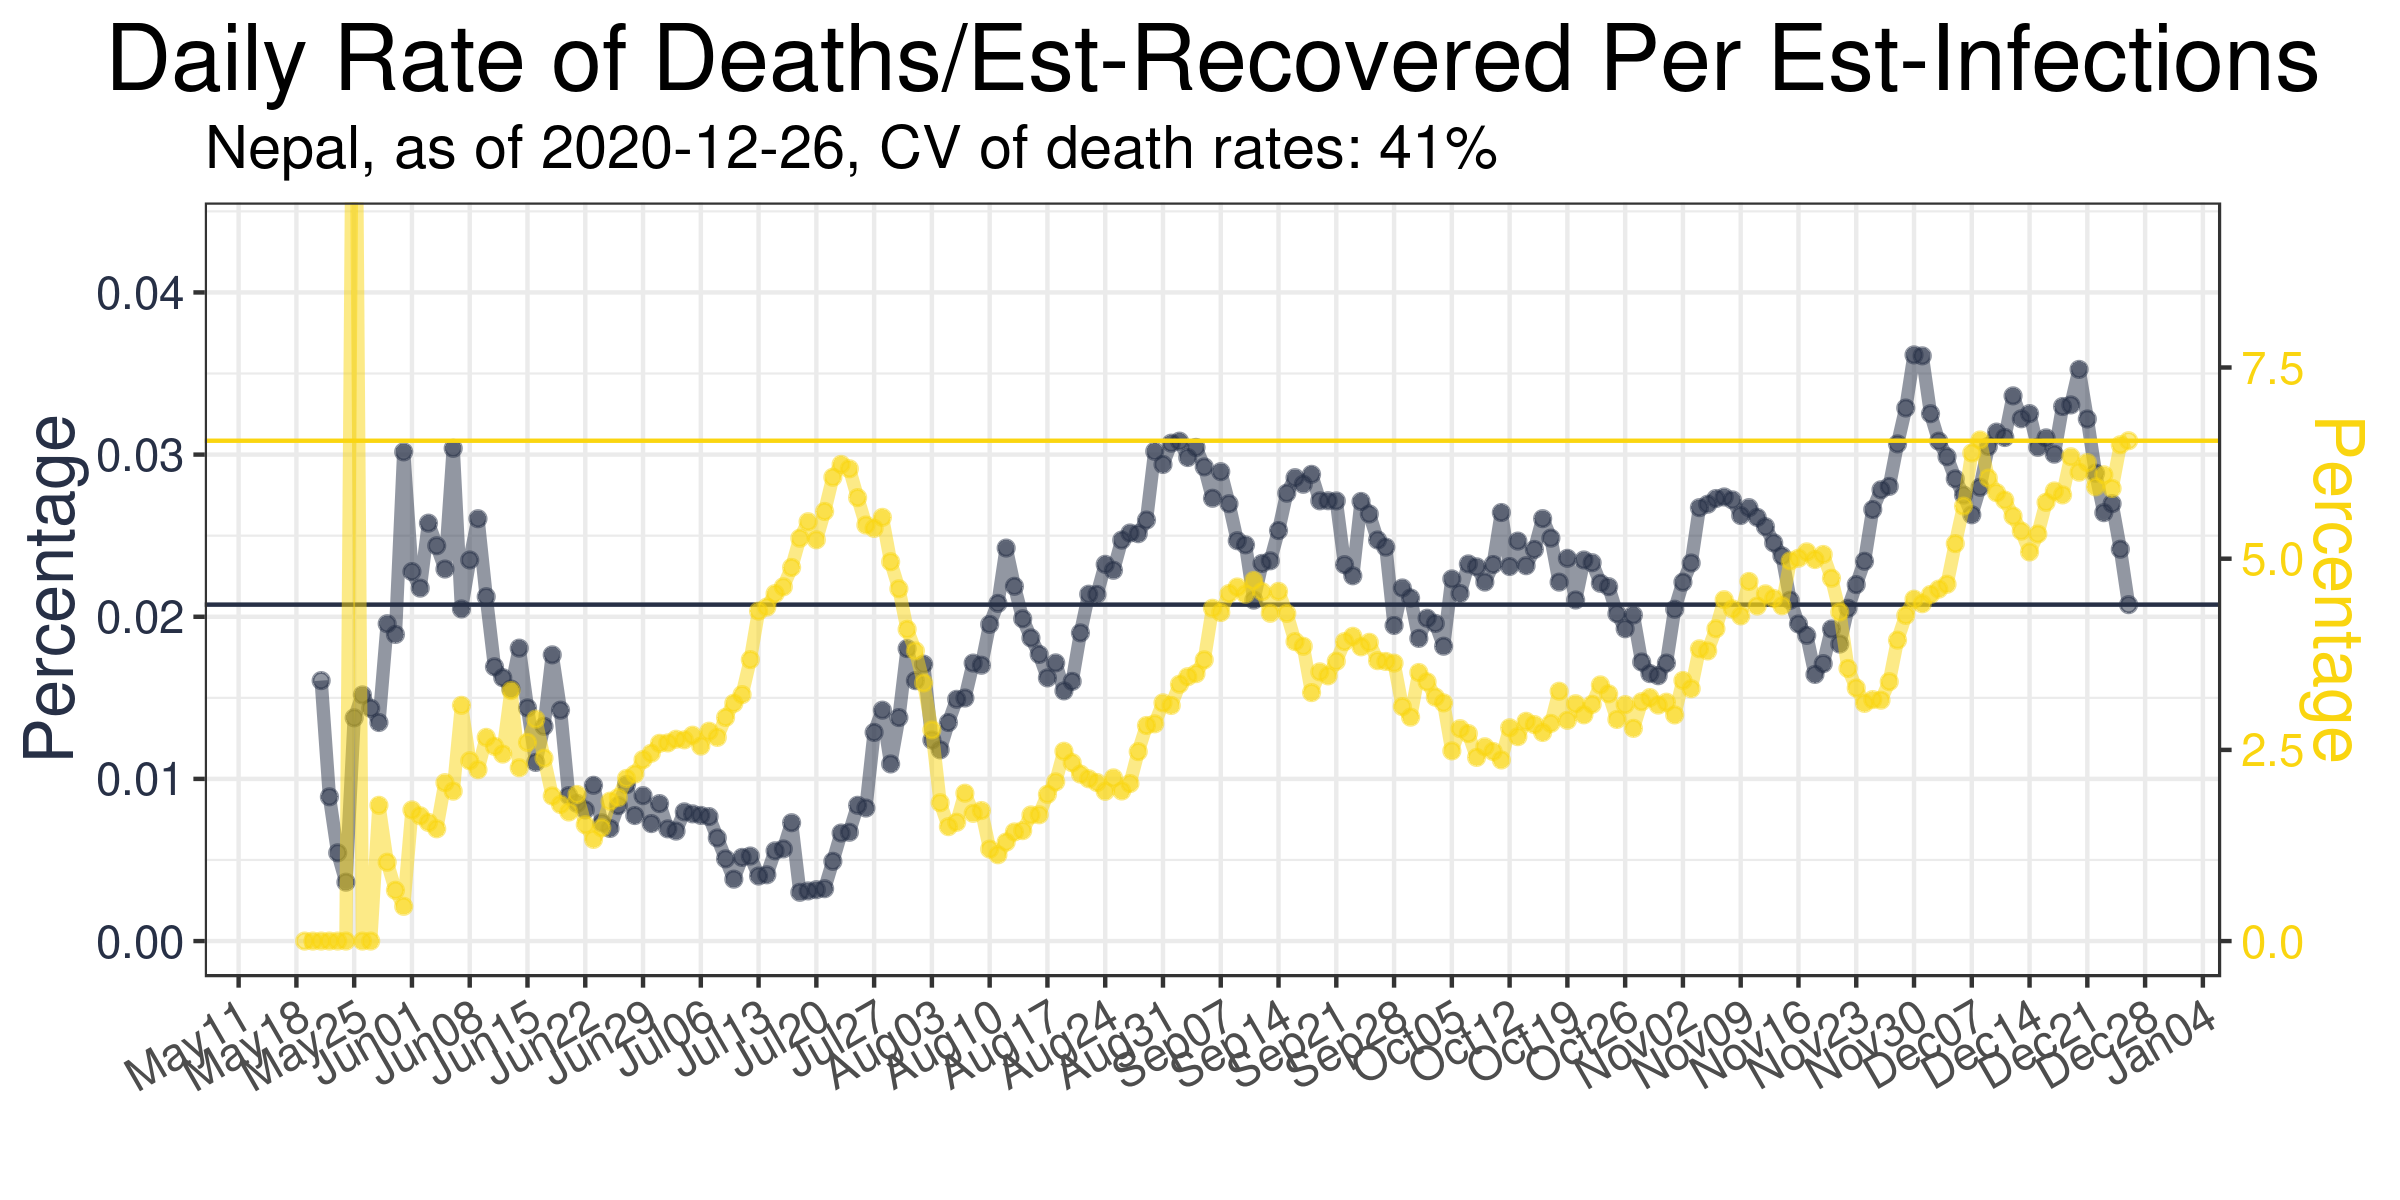 Daily Rate of Deaths/Est-Recovered Per Est-Infections
Nepal, as of 2020-12-26, CV of death rates: 41%
Percentage
0.04
0.03
0.02
0.01
0.00
7.5
5.0
2.5
0.0
Percentage
May11
May18
May25
Jun01
Jun08
Jun15
Jun22
Jun29
Jul06
Jul13
Jul20
Jul27
Aug03
Aug10
Aug17
Aug24
Aug31
Sep07
Sep14
Sep21
Sep28
Oct05
Oct12
Oct19
Oct26
Nov02
Nov09
Nov16
Nov23
Nov30
Dec07
Dec14
Dec21
Dec28
Jan04